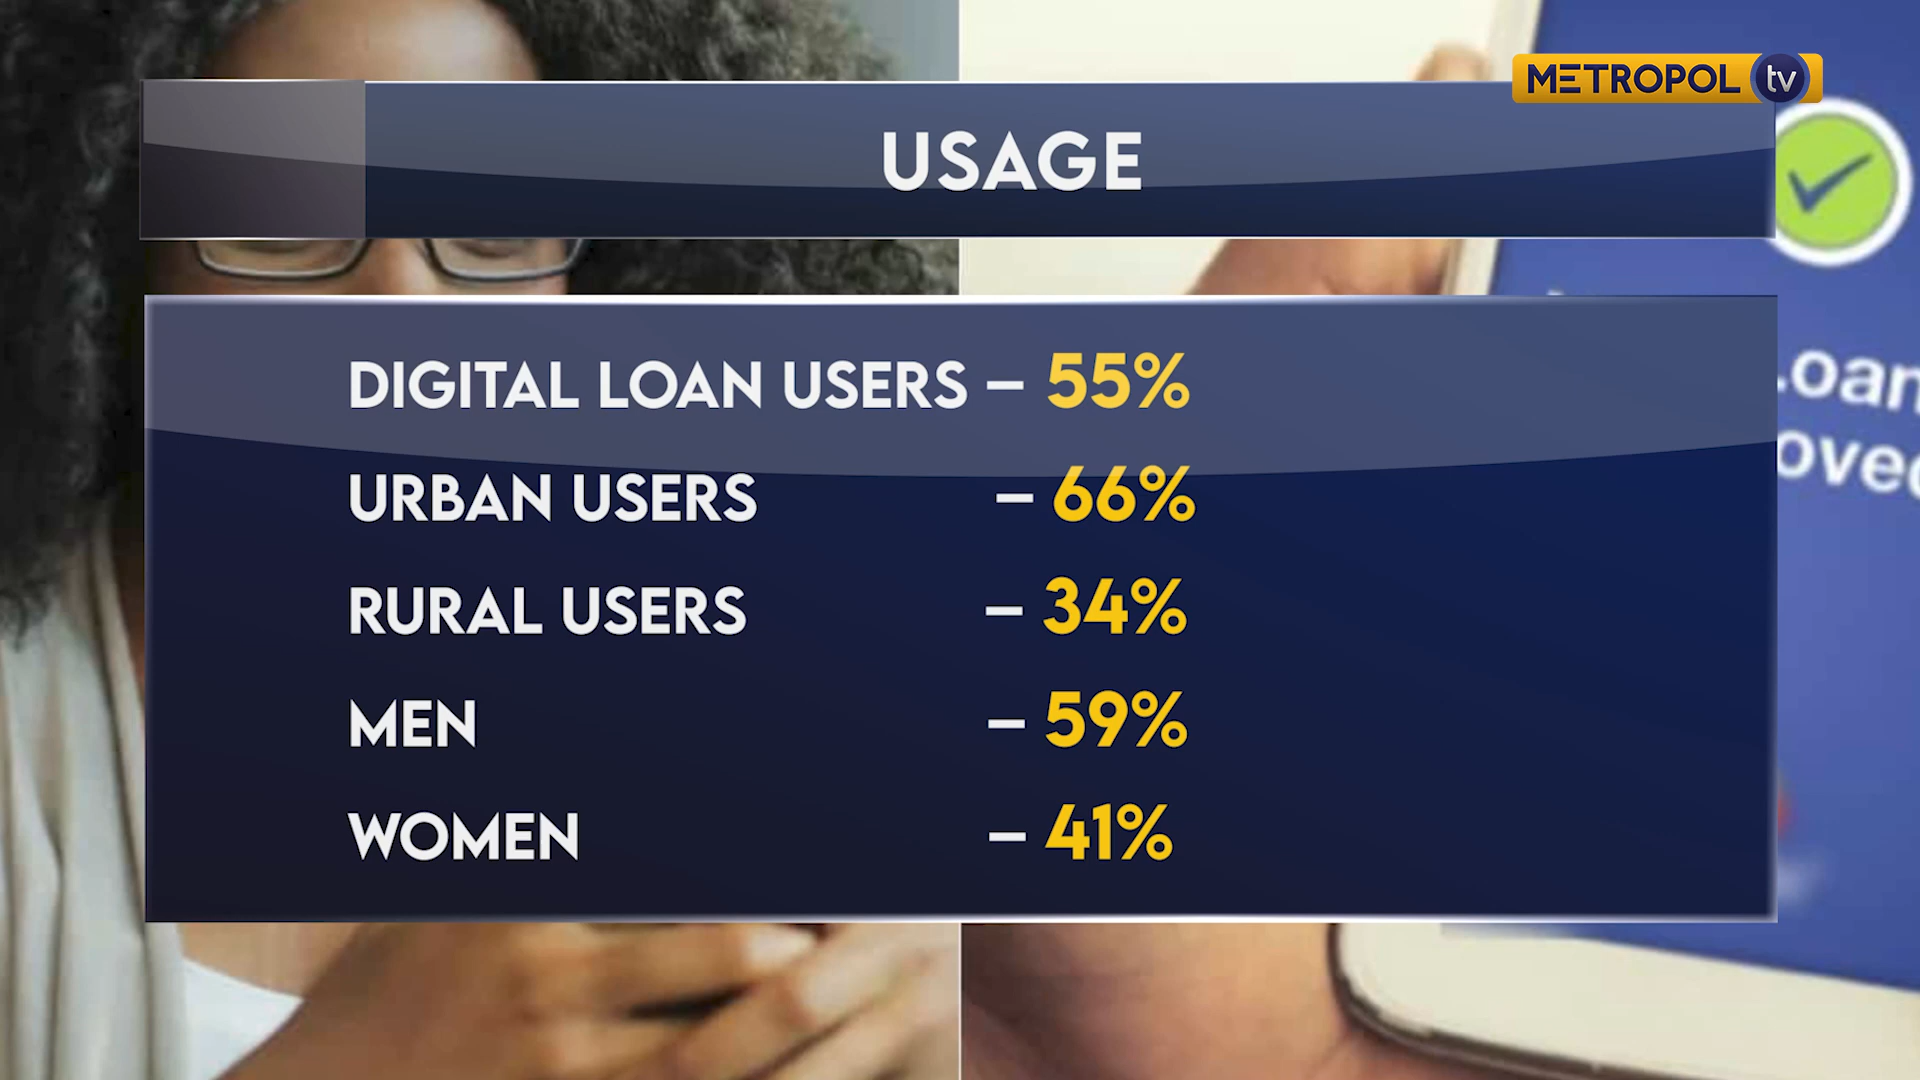 METROPOL tv
USAGE
DIGITAL LOAN USERS – 55%
URBAN USERS – 66%
RURAL USERS – 34%
MEN – 59%
WOMEN – 41%